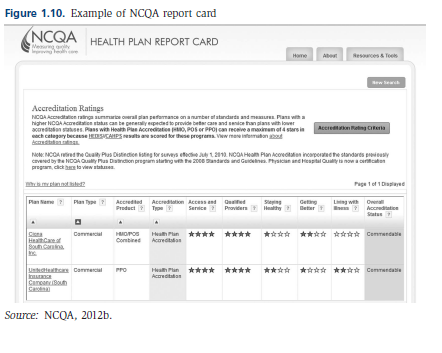 Figure 1.10. Example of NCQA report card
NCQA
Measuring quality.
Improving health care.
HEALTH PLAN REPORT CARD
Home
About
Resources & Tools
New Search
Accreditation Ratings
NCQA Accreditation ratings summarize overall plan performance on a number of standards and measures. Plans with a
higher NCQA Accreditation status can be generally expected to provide better care and service than plans with lower
accreditation statuses. Plans with Health Plan Accreditation (HMO, POS or PPO) can receive a maximum of 4 stars in
each category because HEDIS/CAHPS results are scored for these programs. View more information about
Accreditation ratings.
Accreditation Rating Criteria
Note: NCQA retired the Quality Plus Distinction listing for surveys effective July 1, 2010. NCQA Health Plan Accreditation incorporated the standards previously
covered by the NCQA Quality Plus Distinction program starting with the 2008 Standards and Guidelines. Physician and Hospital Quality is now a certification
program, click here to view statuses.
Why is my plan not listed?
Page 1 of 1 Displayed
Plan Name ? Plan Type ? Accredited Accreditation Access and Qualified Staying Getting Living with Overall
Product ? Type ? Service ? Providers ? Healthy ? Better ? Illness ? Accreditation
Status ?
Cigna Commercial HMO/POS Health Plan ★★★★ ★★★★ ★☆☆☆ ★★☆☆ ☆☆☆☆ Commendable
HealthCare of Combined Accreditation
South Carolina,
Inc.
UnitedHealthcare Commercial PPO Health Plan ★★★★ ★★★★ ★☆☆☆ ★☆☆☆ ★★☆☆ Commendable
Insurance Accreditation
Company (South
Carolina)
Source: NCQA, 2012b.